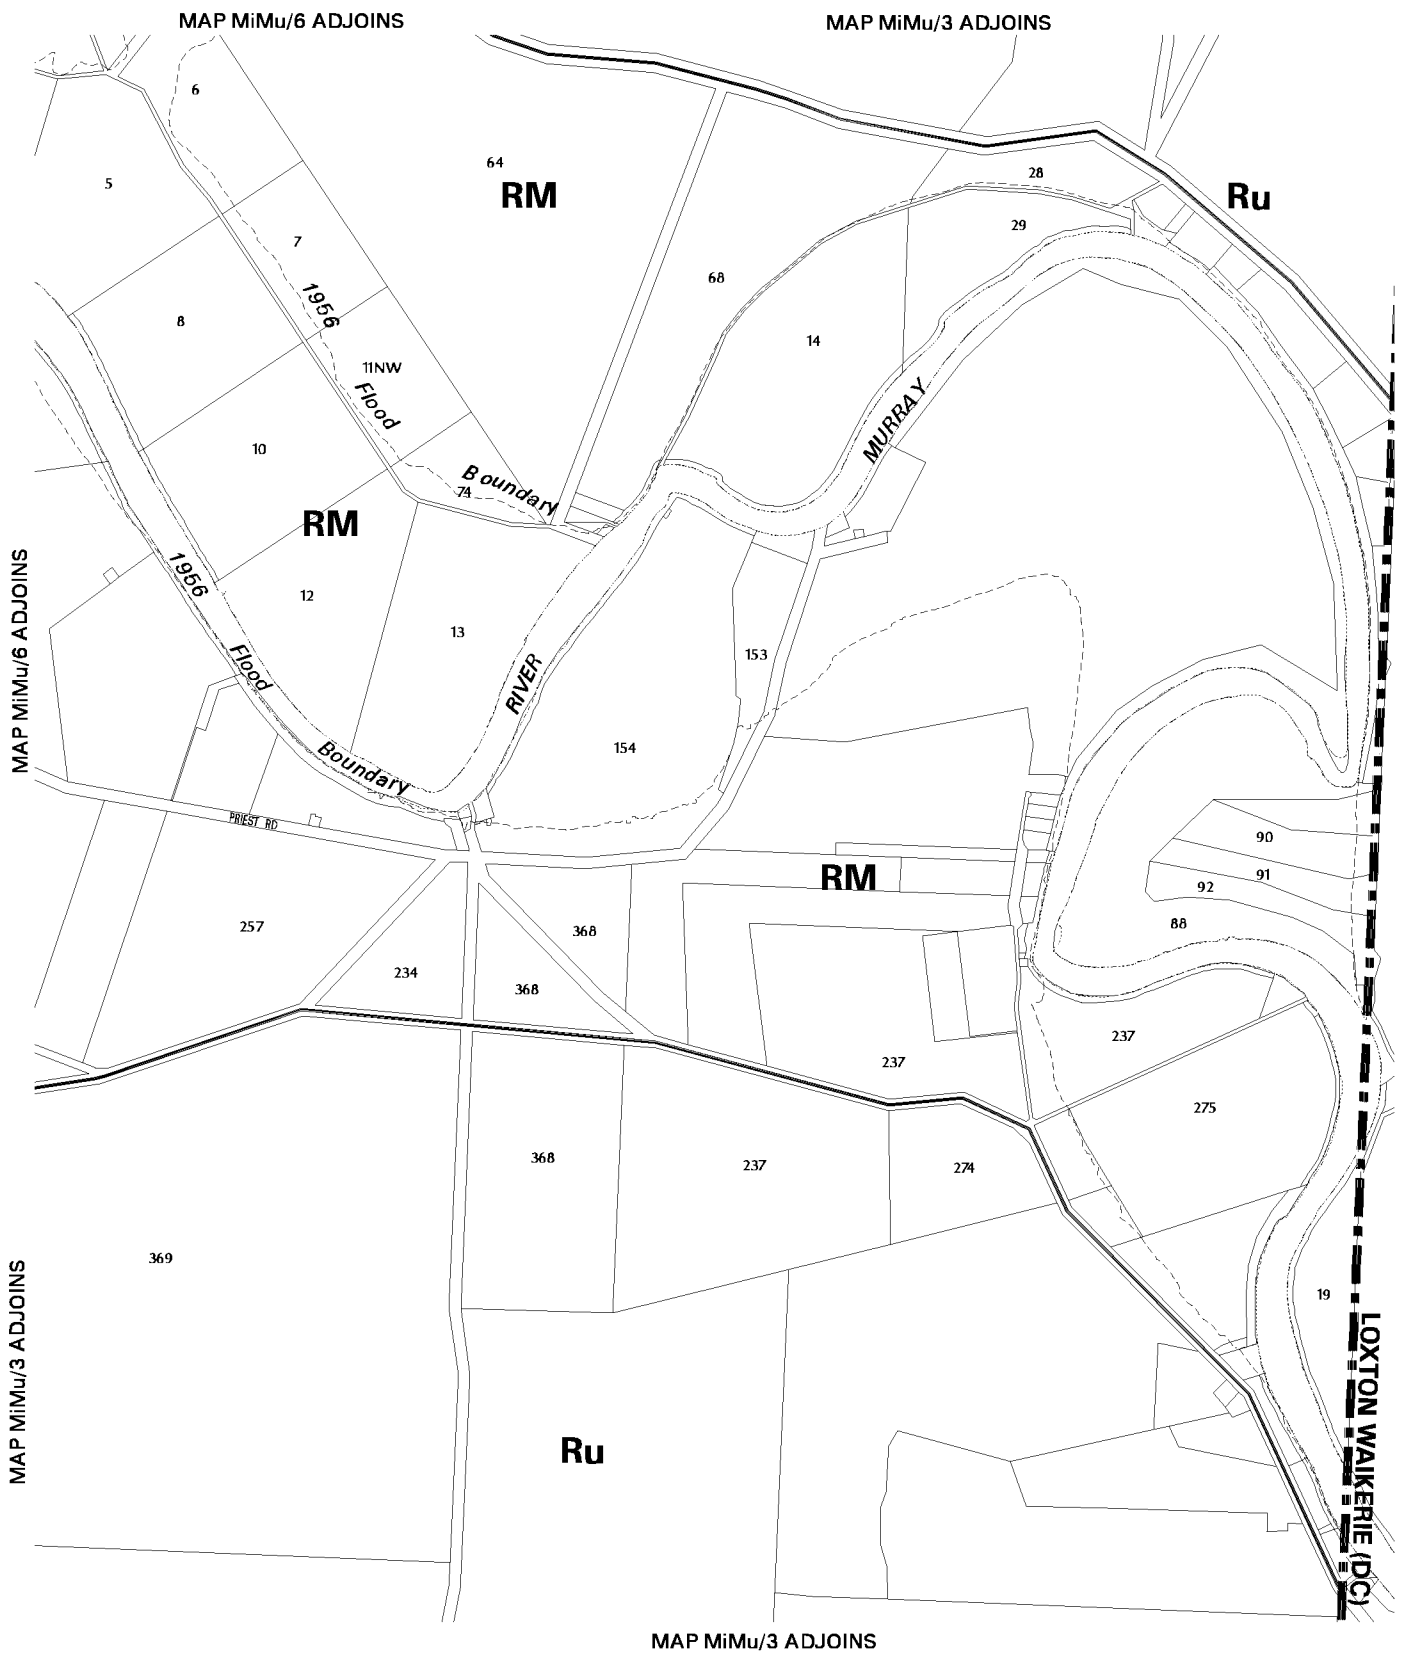 MAP MiMu/6 ADJOINS
MAP MiMu/3 ADJOINS
6
64
RM
5
28
Ru
29
7
68
1956
8
14
11NW
Flood
MURRAY
10
Boundary
74
RM
1956
12
13
153
Flood
RIVER
154
Boundary
MAP MiMu/6 ADJOINS
PRIEST RD
90
91
RM
92
88
257
368
234
368
237
237
275
368
237
274
369
19
MAP MiMu/3 ADJOINS
LOXTON WAIKERIE (DC)
Ru
MAP MiMu/3 ADJOINS